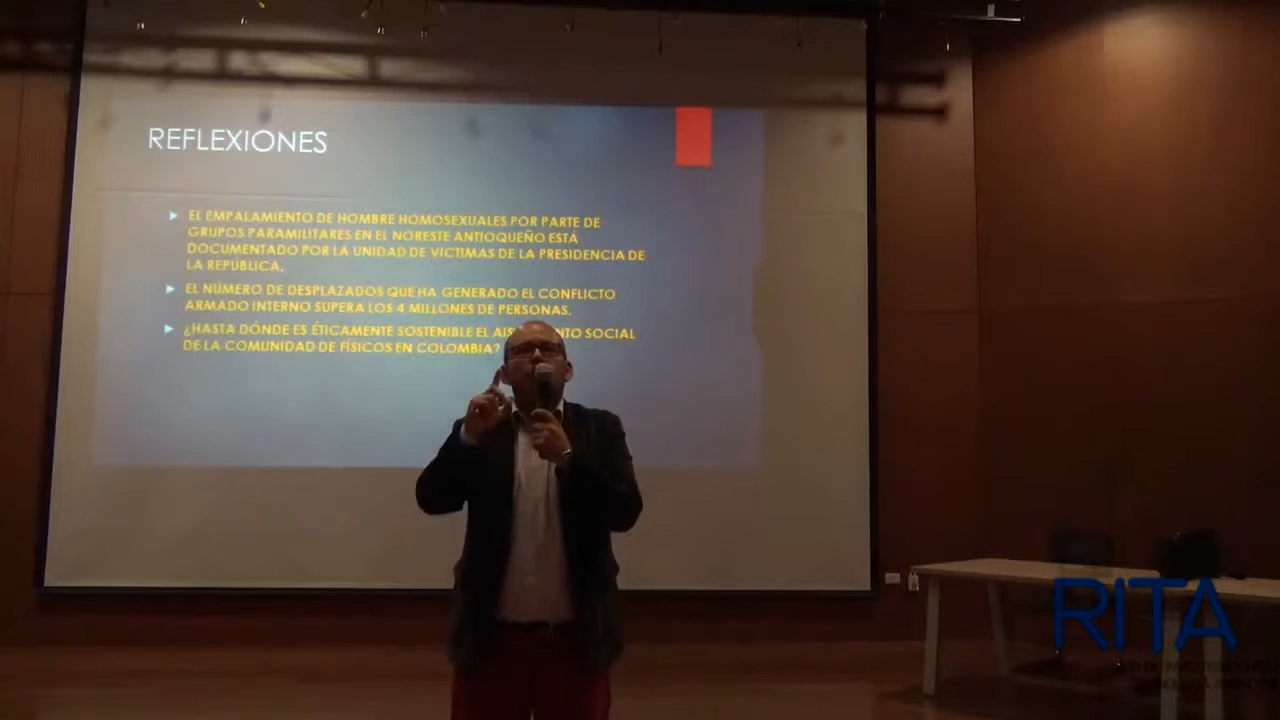 REFLEXIONES
EL EMPALAMIENTO DE HOMBRE HOMOSEXUALES POR PARTE DE
GRUPOS PARAMILITARES EN EL NORESTE ANTIOQUEÑO ESTÁ
DOCUMENTADO POR LA UNIDAD DE VICTIMAS DE LA PRESIDENCIA DE
LA REPÚBLICA.
EL NÚMERO DE DESPLAZADOS QUE HA GENERADO EL CONFLICTO
ARMADO INTERNO SUPERA LOS 4 MILLONES DE PERSONAS.
¿HASTA DÓNDE ES ÉTICAMENTE SOSTENIBLE EL SOCIAL
DE LA COMUNIDAD DE FÍSICOS EN COLOMBIA?
RITA